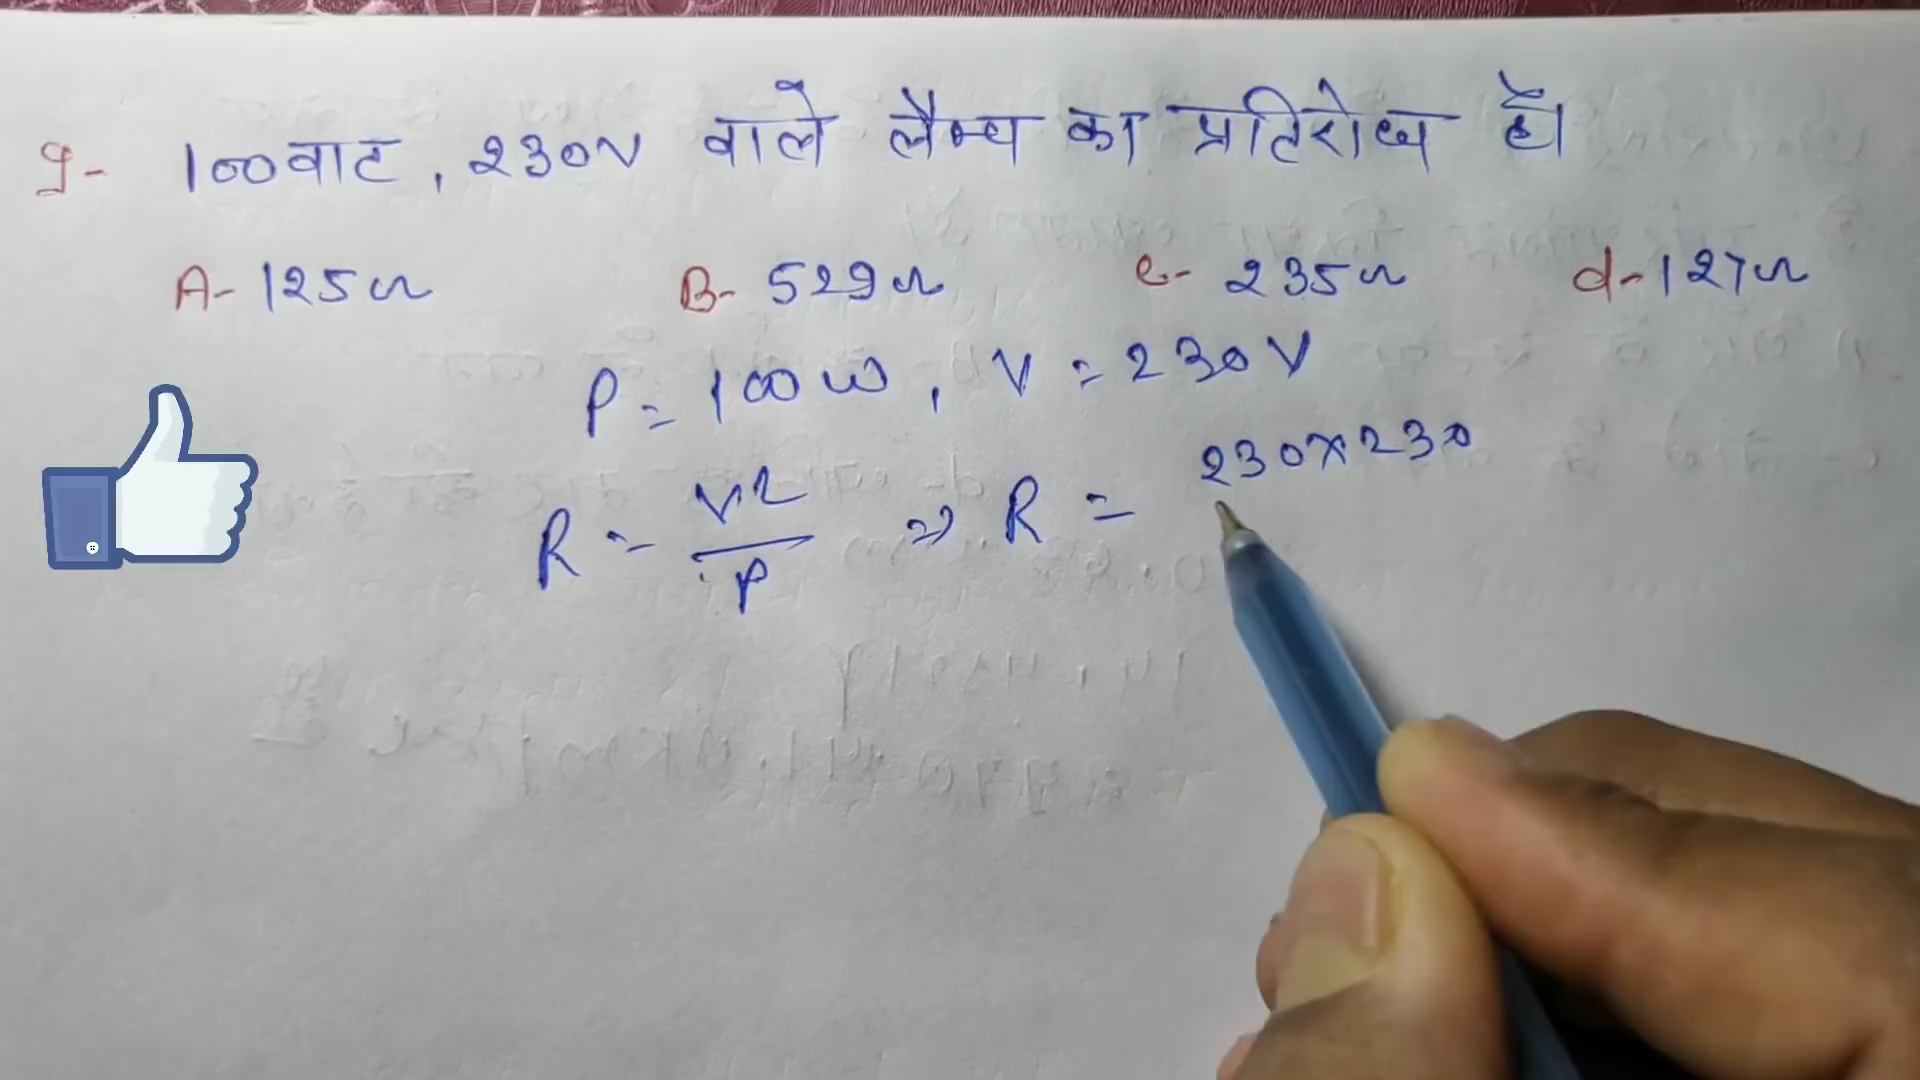 9- 100वाट, 230V वाले लैम्प का प्रतिरोध है।
A- 125Ω B- 529Ω C- 235Ω d- 127Ω
P = 100W, V = 230V
R = V2/P ⇒ R = 230×230